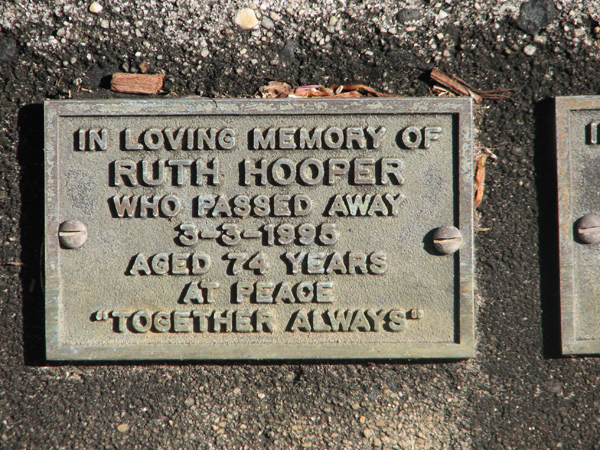 IN LOVING MEMORY OF
RUTH HOOPER
WHO PASSED AWAY
3-3-1995
AGED 74 YEARS
AT PEACE
"TOGETHER ALWAYS"